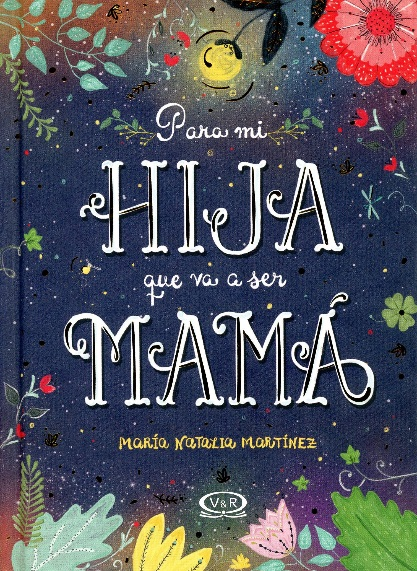 Para mi
HIJA
que va a ser
MAMÁ
MARÍA NATALIA MARTÍNEZ
V&R